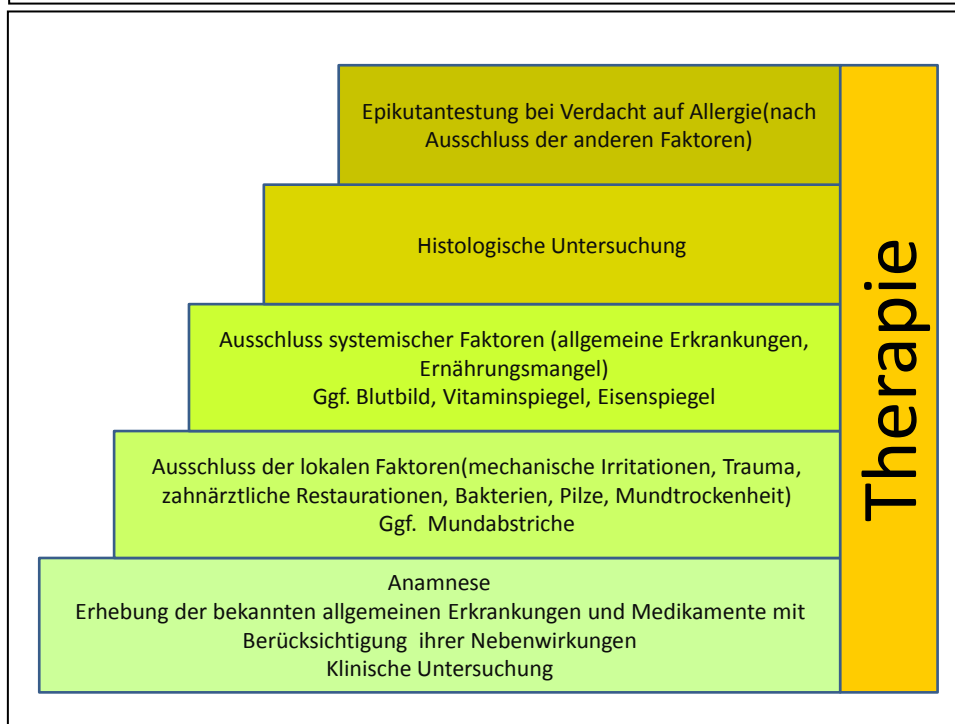 Epikutantestung bei Verdacht auf Allergie(nach
Ausschluss der anderen Faktoren)
Histologische Untersuchung
Ausschluss systemischer Faktoren (allgemeine Erkrankungen,
Ernährungsmangel)
Ggf. Blutbild, Vitaminspiegel, Eisenspiegel
Ausschluss der lokalen Faktoren(mechanische Irritationen, Trauma,
zahnärztliche Restaurationen, Bakterien, Pilze, Mundtrockenheit)
Ggf.  Mundabstriche
Anamnese
Erhebung der bekannten allgemeinen Erkrankungen und Medikamente mit
Berücksichtigung  ihrer Nebenwirkungen
Klinische Untersuchung
Therapie